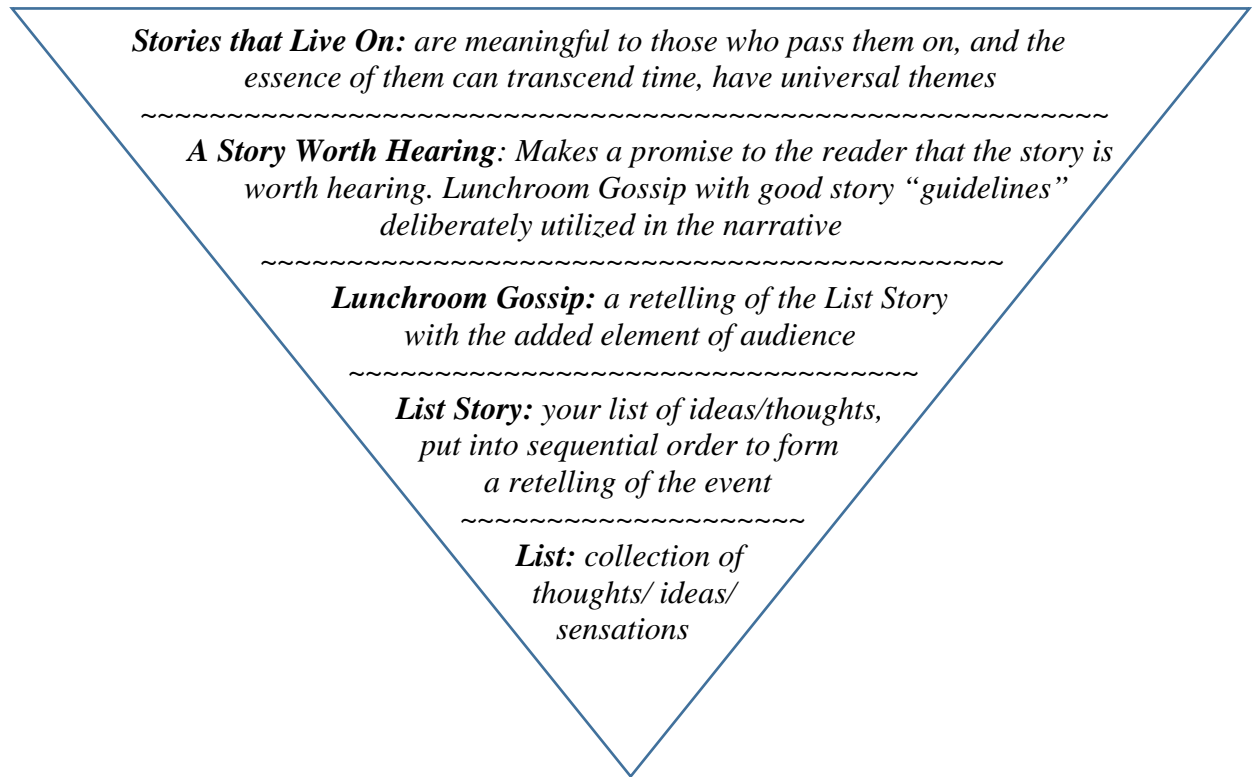 Stories that Live On: are meaningful to those who pass them on, and the
essence of them can transcend time, have universal themes
~~~~~~~~~~~~~~~~~~~~~~~~~~~~~~~~~~~~~~~~~~~~~~~~~~~~~~~~
A Story Worth Hearing: Makes a promise to the reader that the story is
worth hearing. Lunchroom Gossip with good story “guidelines”
deliberately utilized in the narrative
~~~~~~~~~~~~~~~~~~~~~~~~~~~~~~~~~~~~~~~~~~~
Lunchroom Gossip: a retelling of the List Story
with the added element of audience
~~~~~~~~~~~~~~~~~~~~~~~~~~~~~~~~~
List Story: your list of ideas/thoughts,
put into sequential order to form
a retelling of the event
~~~~~~~~~~~~~~~~~~~~
List: collection of
thoughts/ ideas/
sensations